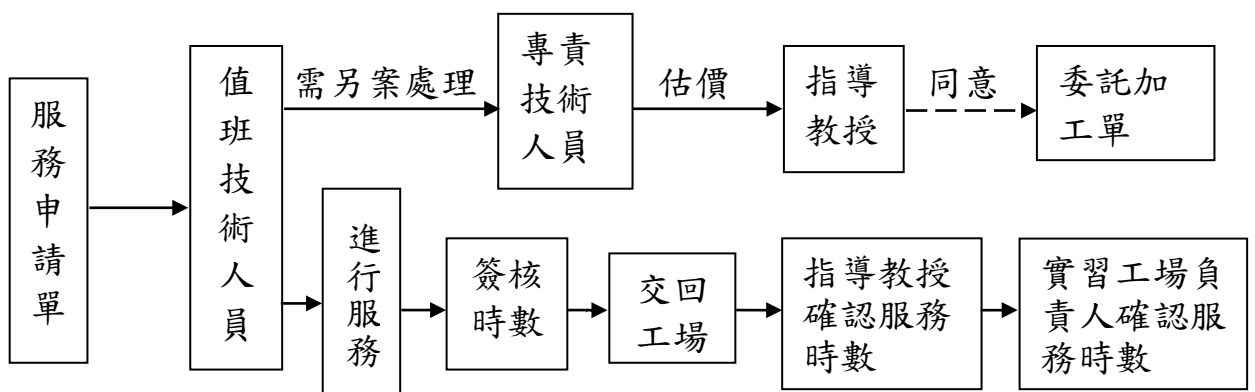 服務申請單
值班技術人員
需另案處理
專責
技術
人員
估價
指導
教授
同意
委託加
工單
進行服務
簽核
時數
交回
工場
指導教授
確認服務
時數
實習工場負
責人確認服
務時數